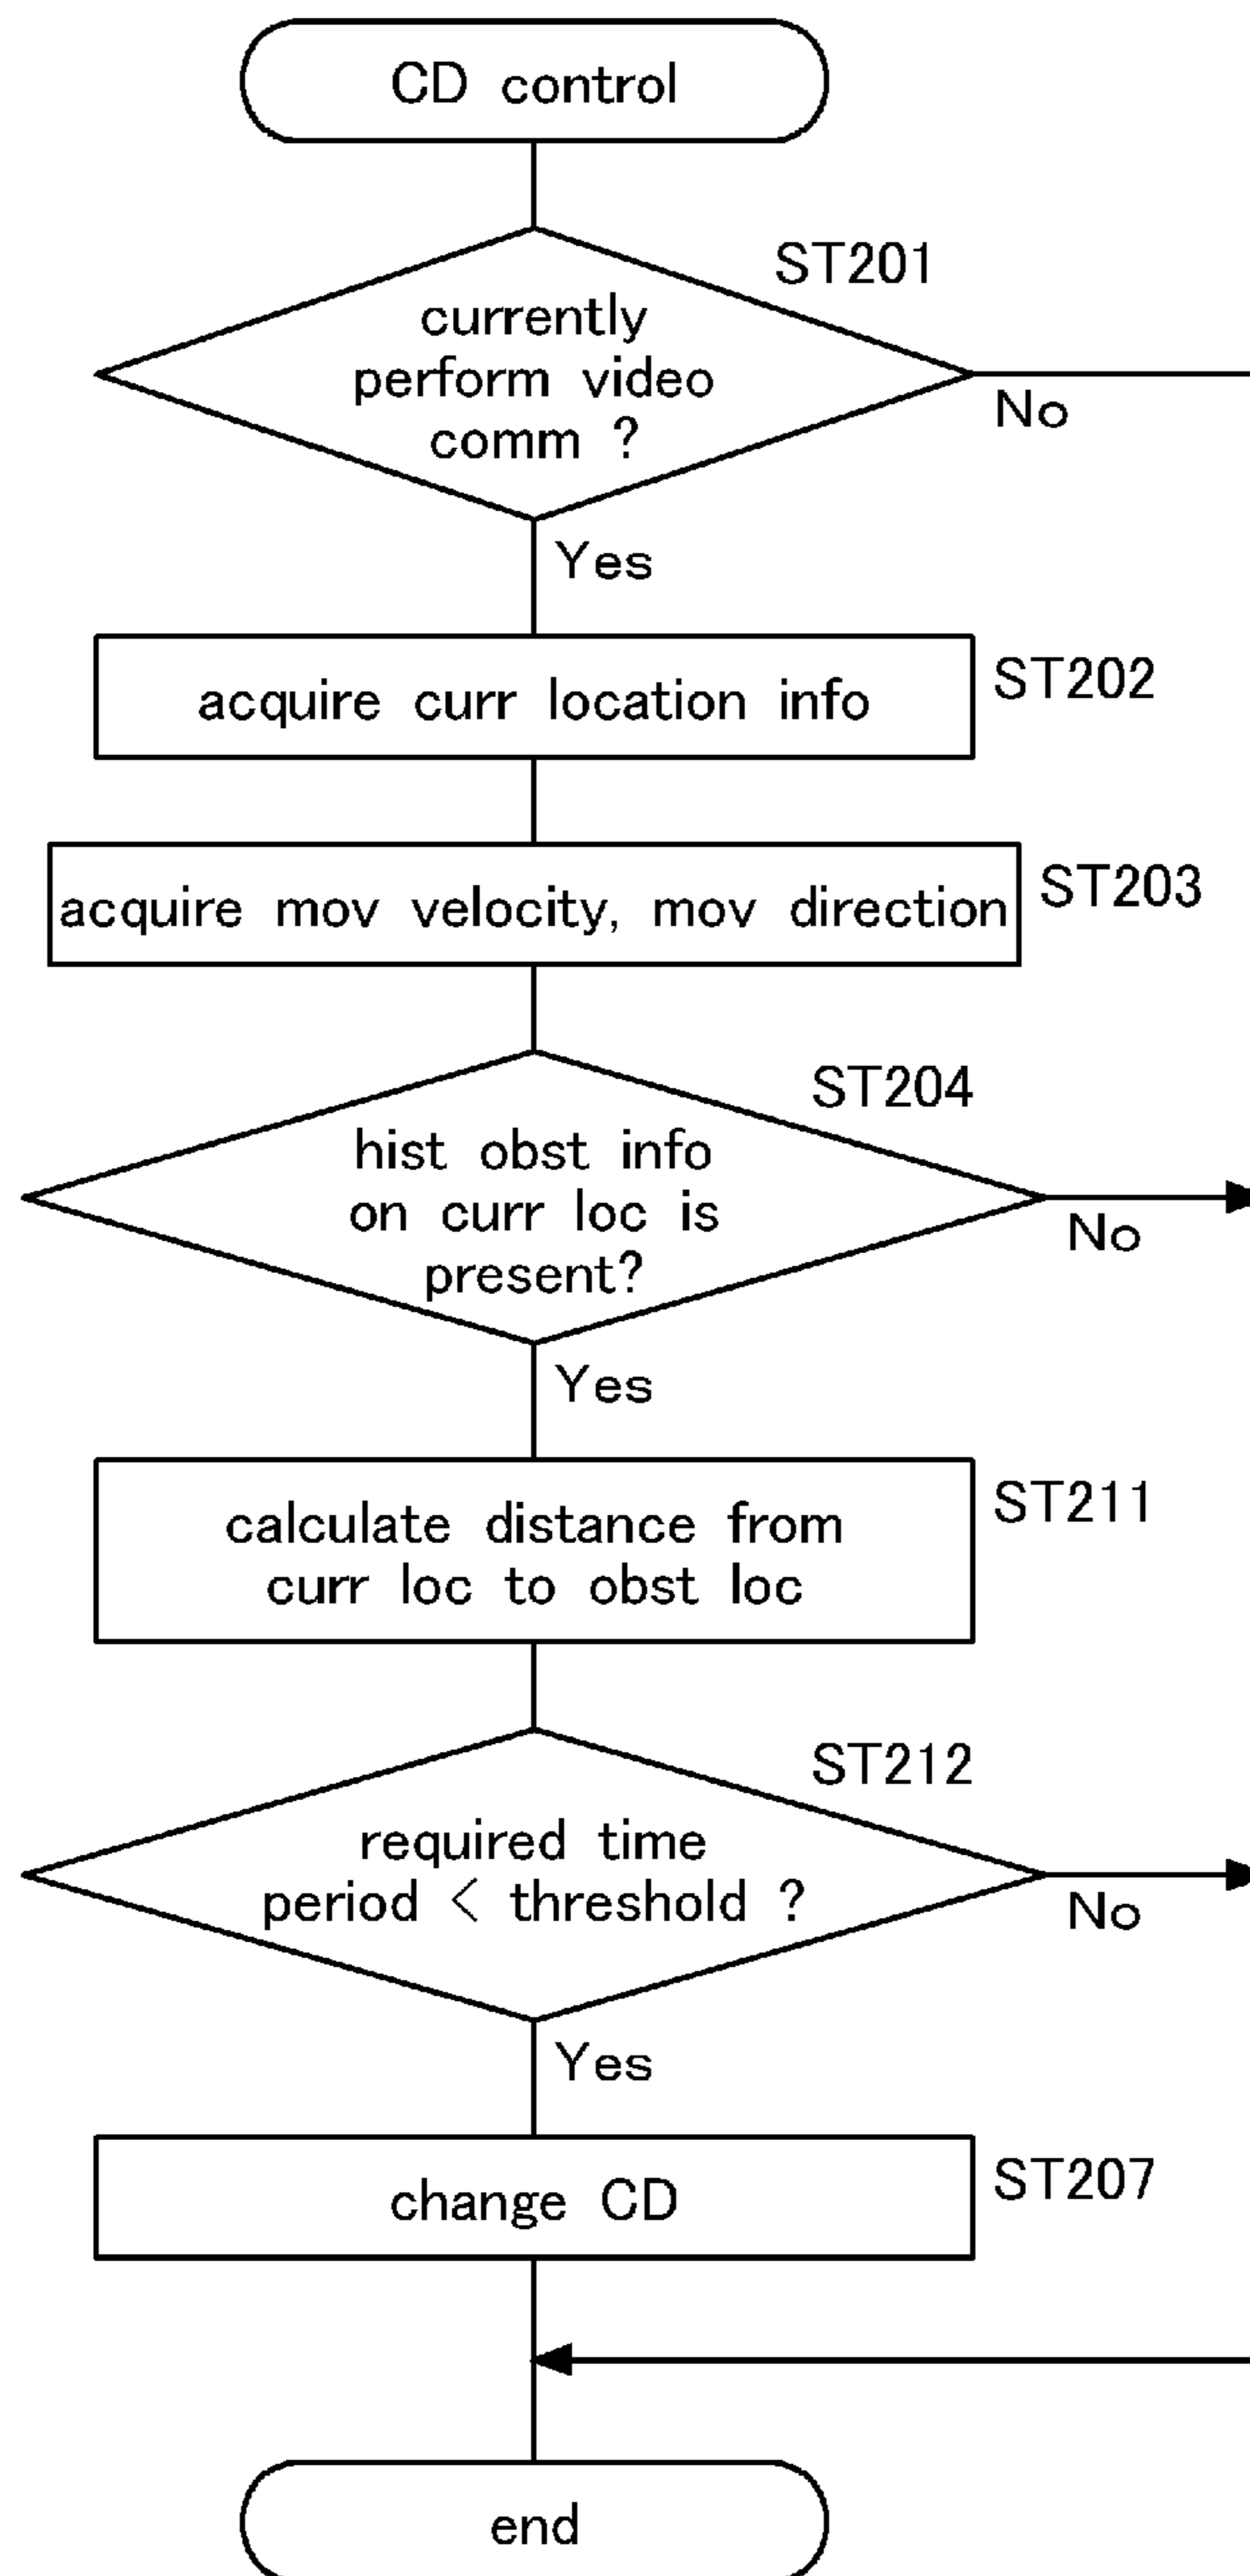 CD control
ST201
currently
perform video
comm ?
No
Yes
acquire curr location info
ST202
acquire mov velocity, mov direction
ST203
ST204
hist obst info
on curr loc is
present?
No
Yes
calculate distance from
curr loc to obst loc
ST211
ST212
required time
period < threshold ?
No
Yes
change CD
ST207
end